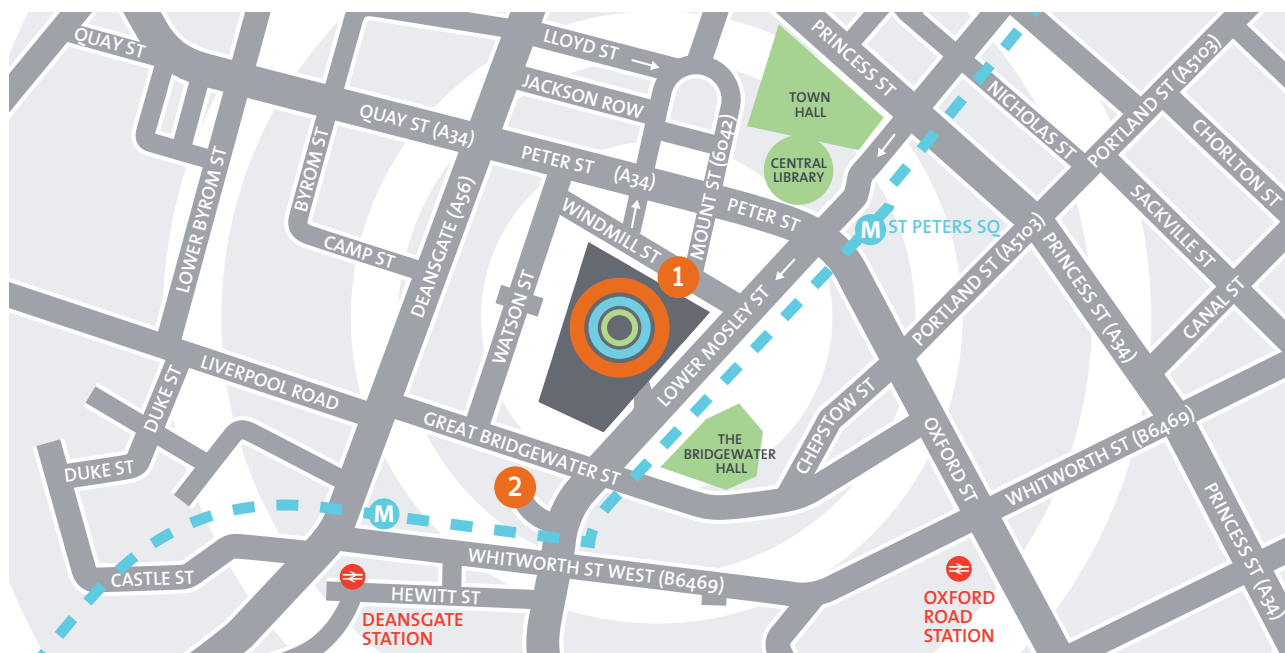 QUAY ST
LLOYD ST
PRINCESS ST
PORTLAND ST (A5103)
JACKSON ROW
NICHOLAS ST
TOWN
HALL
QUAY ST (A34)
CHORLTON ST
BYROM ST
PETER ST
(A34)
MOUNT ST (6042)
CENTRAL
LIBRARY
LOWER BYROM ST
DEANSGATE (A56)
WINDMILL ST
PETER ST
M
ST PETERS SQ
SACKVILLE ST
CAMP ST
PRINCESS ST (A34)
PORTLAND ST (A5103)
WATSON ST
1
CANAL ST
LOWER MOSLEY ST
LIVERPOOL ROAD
DUKE ST
GREAT BRIDGEWATER ST
CHEPSTOW ST
OXFORD ST
THE
BRIDGEWATER
HALL
WHITWORTH ST (B6469)
DUKE ST
2
M
PRINCESS ST (A34)
CASTLE ST
WHITWORTH ST WEST (B6469)
HEWITT ST
DEANSGATE
STATION
OXFORD
ROAD
STATION